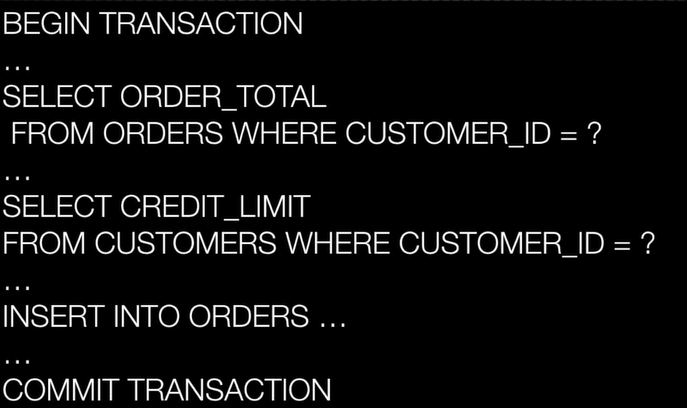 BEGIN TRANSACTION
…
SELECT ORDER_TOTAL
FROM ORDERS WHERE CUSTOMER_ID = ?
…
SELECT CREDIT_LIMIT
FROM CUSTOMERS WHERE CUSTOMER_ID = ?
…
INSERT INTO ORDERS …
…
COMMIT TRANSACTION